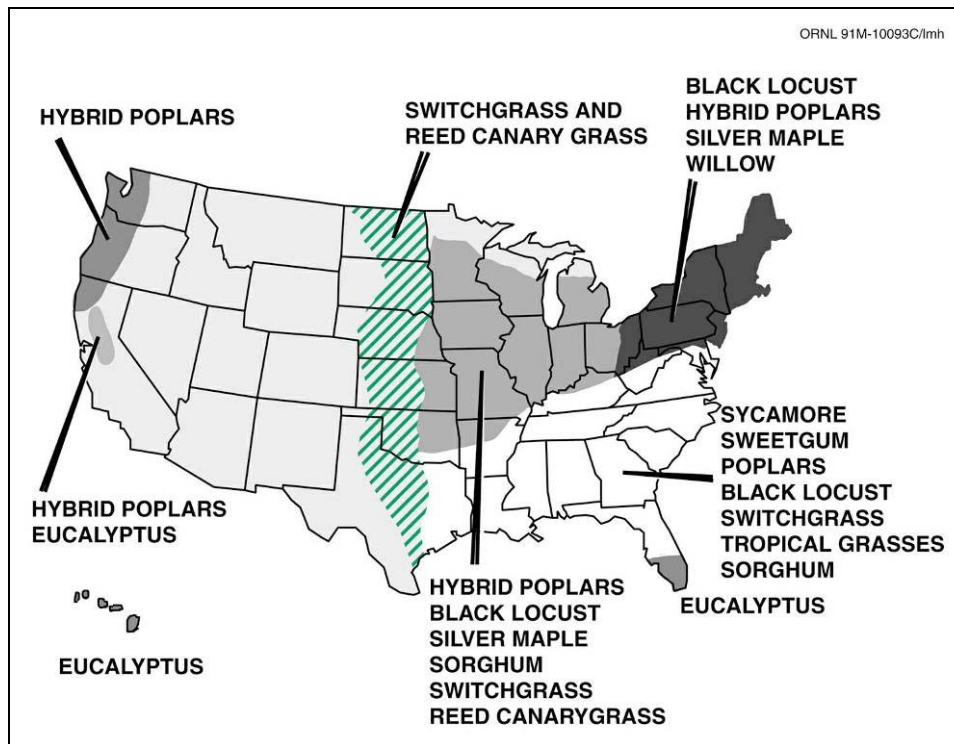 ORNL 91M-10093C/lmh
HYBRID POPLARS
SWITCHGRASS AND
REED CANARY GRASS
BLACK LOCUST
HYBRID POPLARS
SILVER MAPLE
WILLOW
HYBRID POPLARS
EUCALYPTUS
EUCALYPTUS
HYBRID POPLARS
BLACK LOCUST
SILVER MAPLE
SORGHUM
SWITCHGRASS
REED CANARYGRASS
SYCAMORE
SWEETGUM
POPLARS
BLACK LOCUST
SWITCHGRASS
TROPICAL GRASSES
SORGHUM
EUCALYPTUS